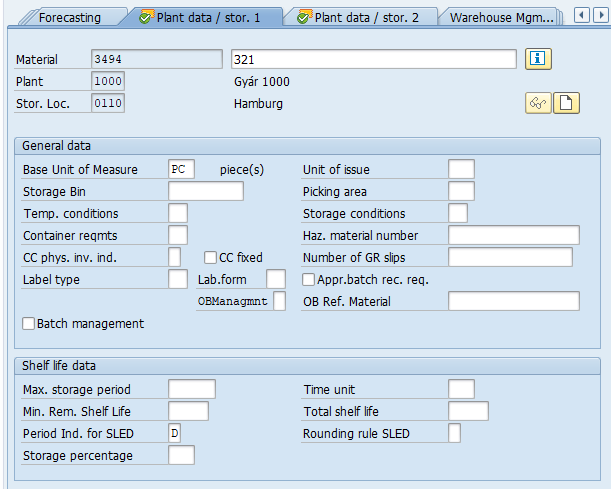 Forecasting Plant data / stor. 1 Plant data / stor. 2 Warehouse Mgm...
Material 3494 321
Plant 1000 Gyár 1000
Stor. Loc. 0110 Hamburg
General data
Base Unit of Measure PC piece(s) Unit of issue
Storage Bin Picking area
Temp. conditions Storage conditions
Container reqmts Haz. material number
CC phys. inv. ind. CC fixed Number of GR slips
Label type Lab.form Appr.batch rec. req.
OBManagmnt OB Ref. Material
Batch management
Shelf life data
Max. storage period Time unit
Min. Rem. Shelf Life Total shelf life
Period Ind. for SLED D Rounding rule SLED
Storage percentage